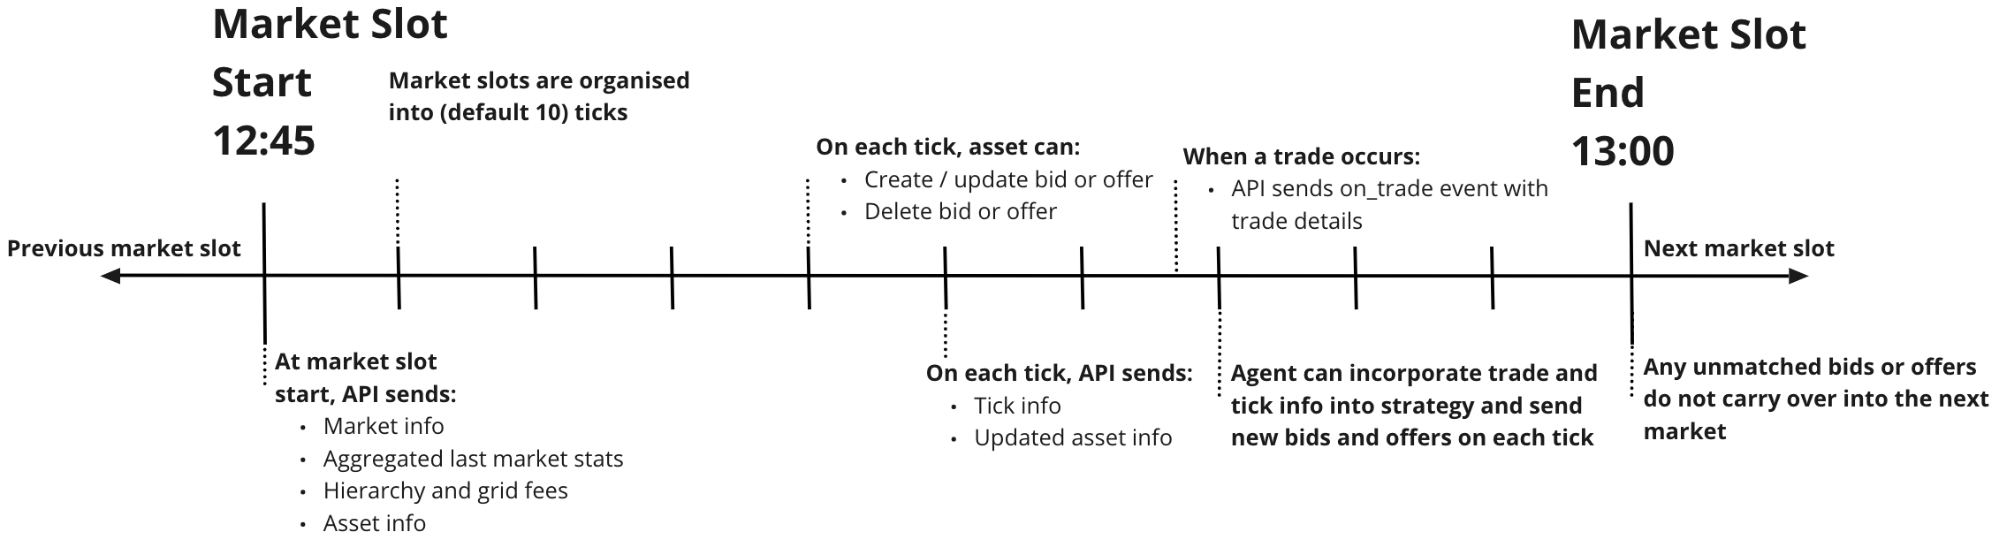 Market Slot
Start
12:45
Market slots are organised
into (default 10) ticks
On each tick, asset can:
• Create / update bid or offer
• Delete bid or offer
When a trade occurs:
• API sends on_trade event with
trade details
Market Slot
End
13:00
Previous market slot
Next market slot
At market slot
start, API sends:
• Market info
• Aggregated last market stats
• Hierarchy and grid fees
• Asset info
On each tick, API sends:
• Tick info
• Updated asset info
Agent can incorporate trade and
tick info into strategy and send
new bids and offers on each tick
Any unmatched bids or offers
do not carry over into the next
market